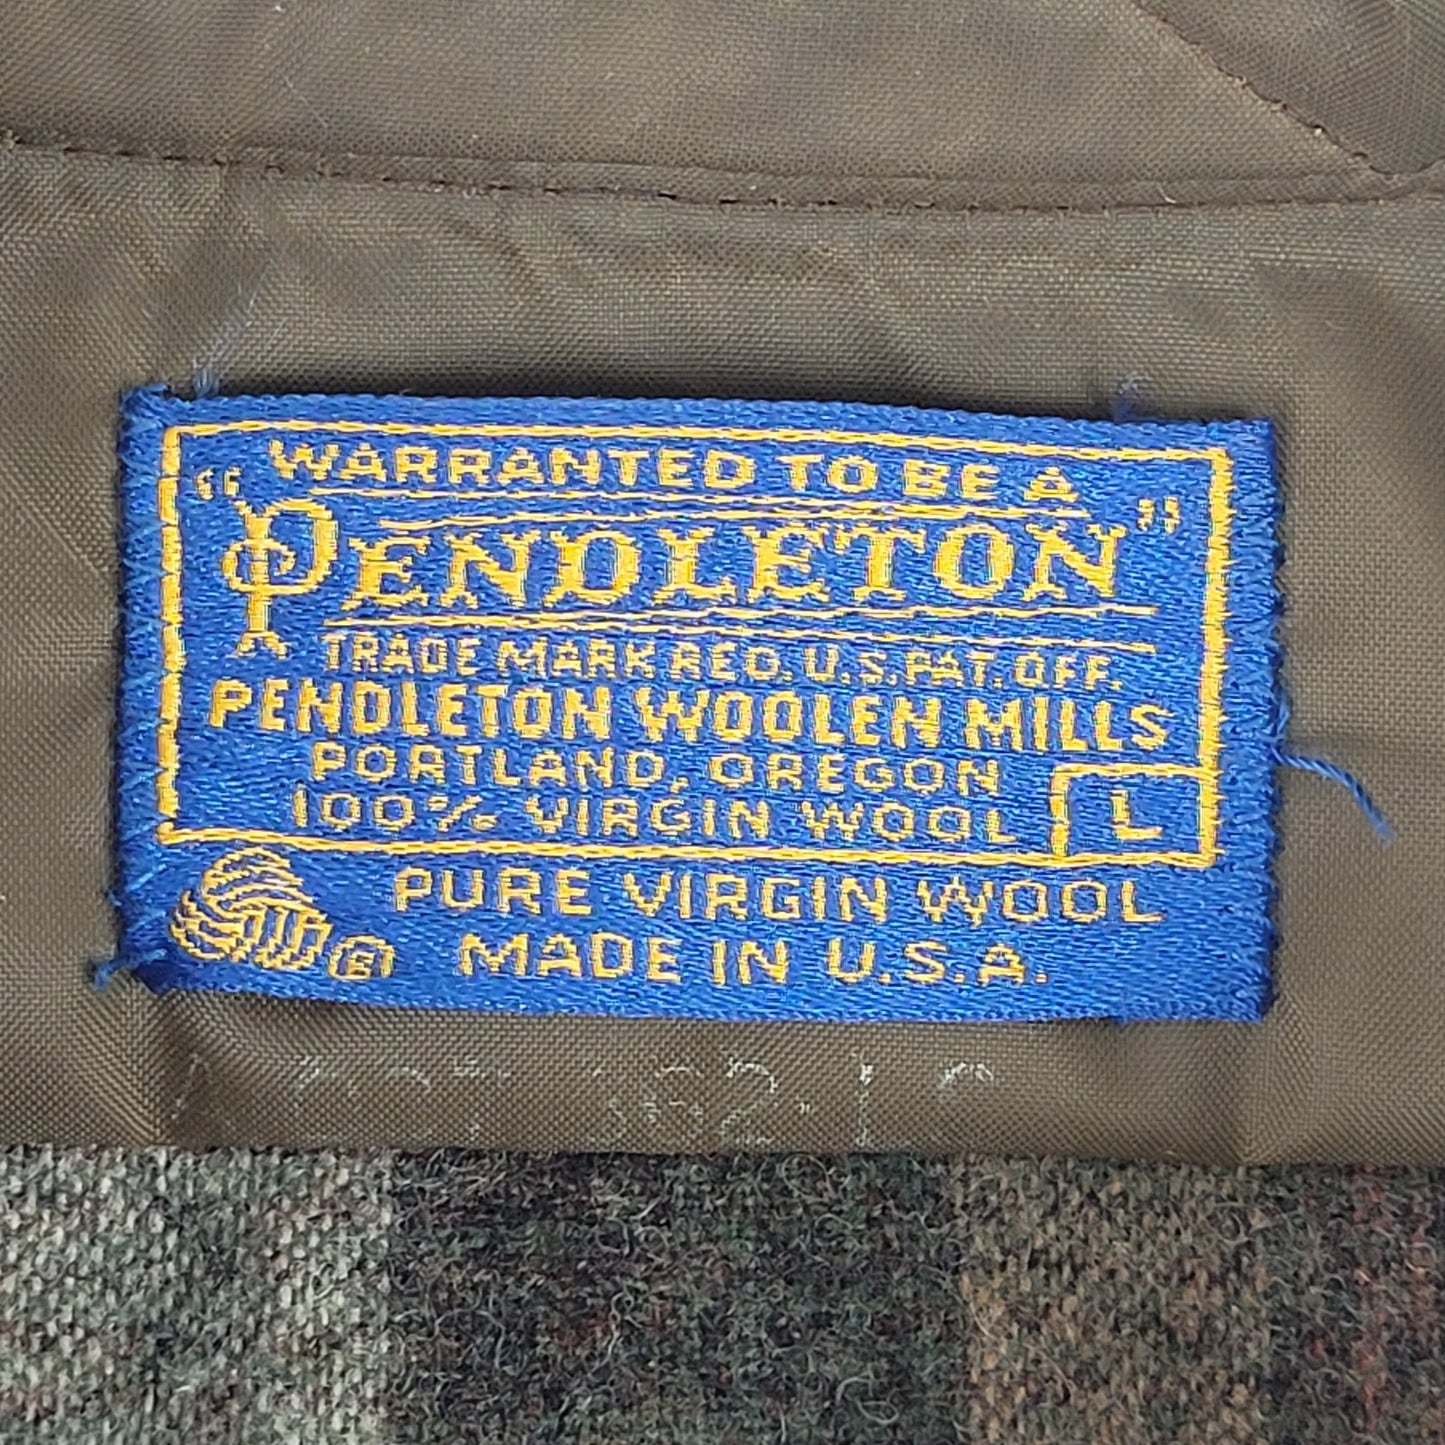 WARRANTED TO BE A
"PENDLETON"
TRADE MARK REG. U.S. PAT. OFF.
PENDLETON WOOLEN MILLS
PORTLAND, OREGON
100% VIRGIN WOOL L
PURE VIRGIN WOOL
MADE IN U.S.A.